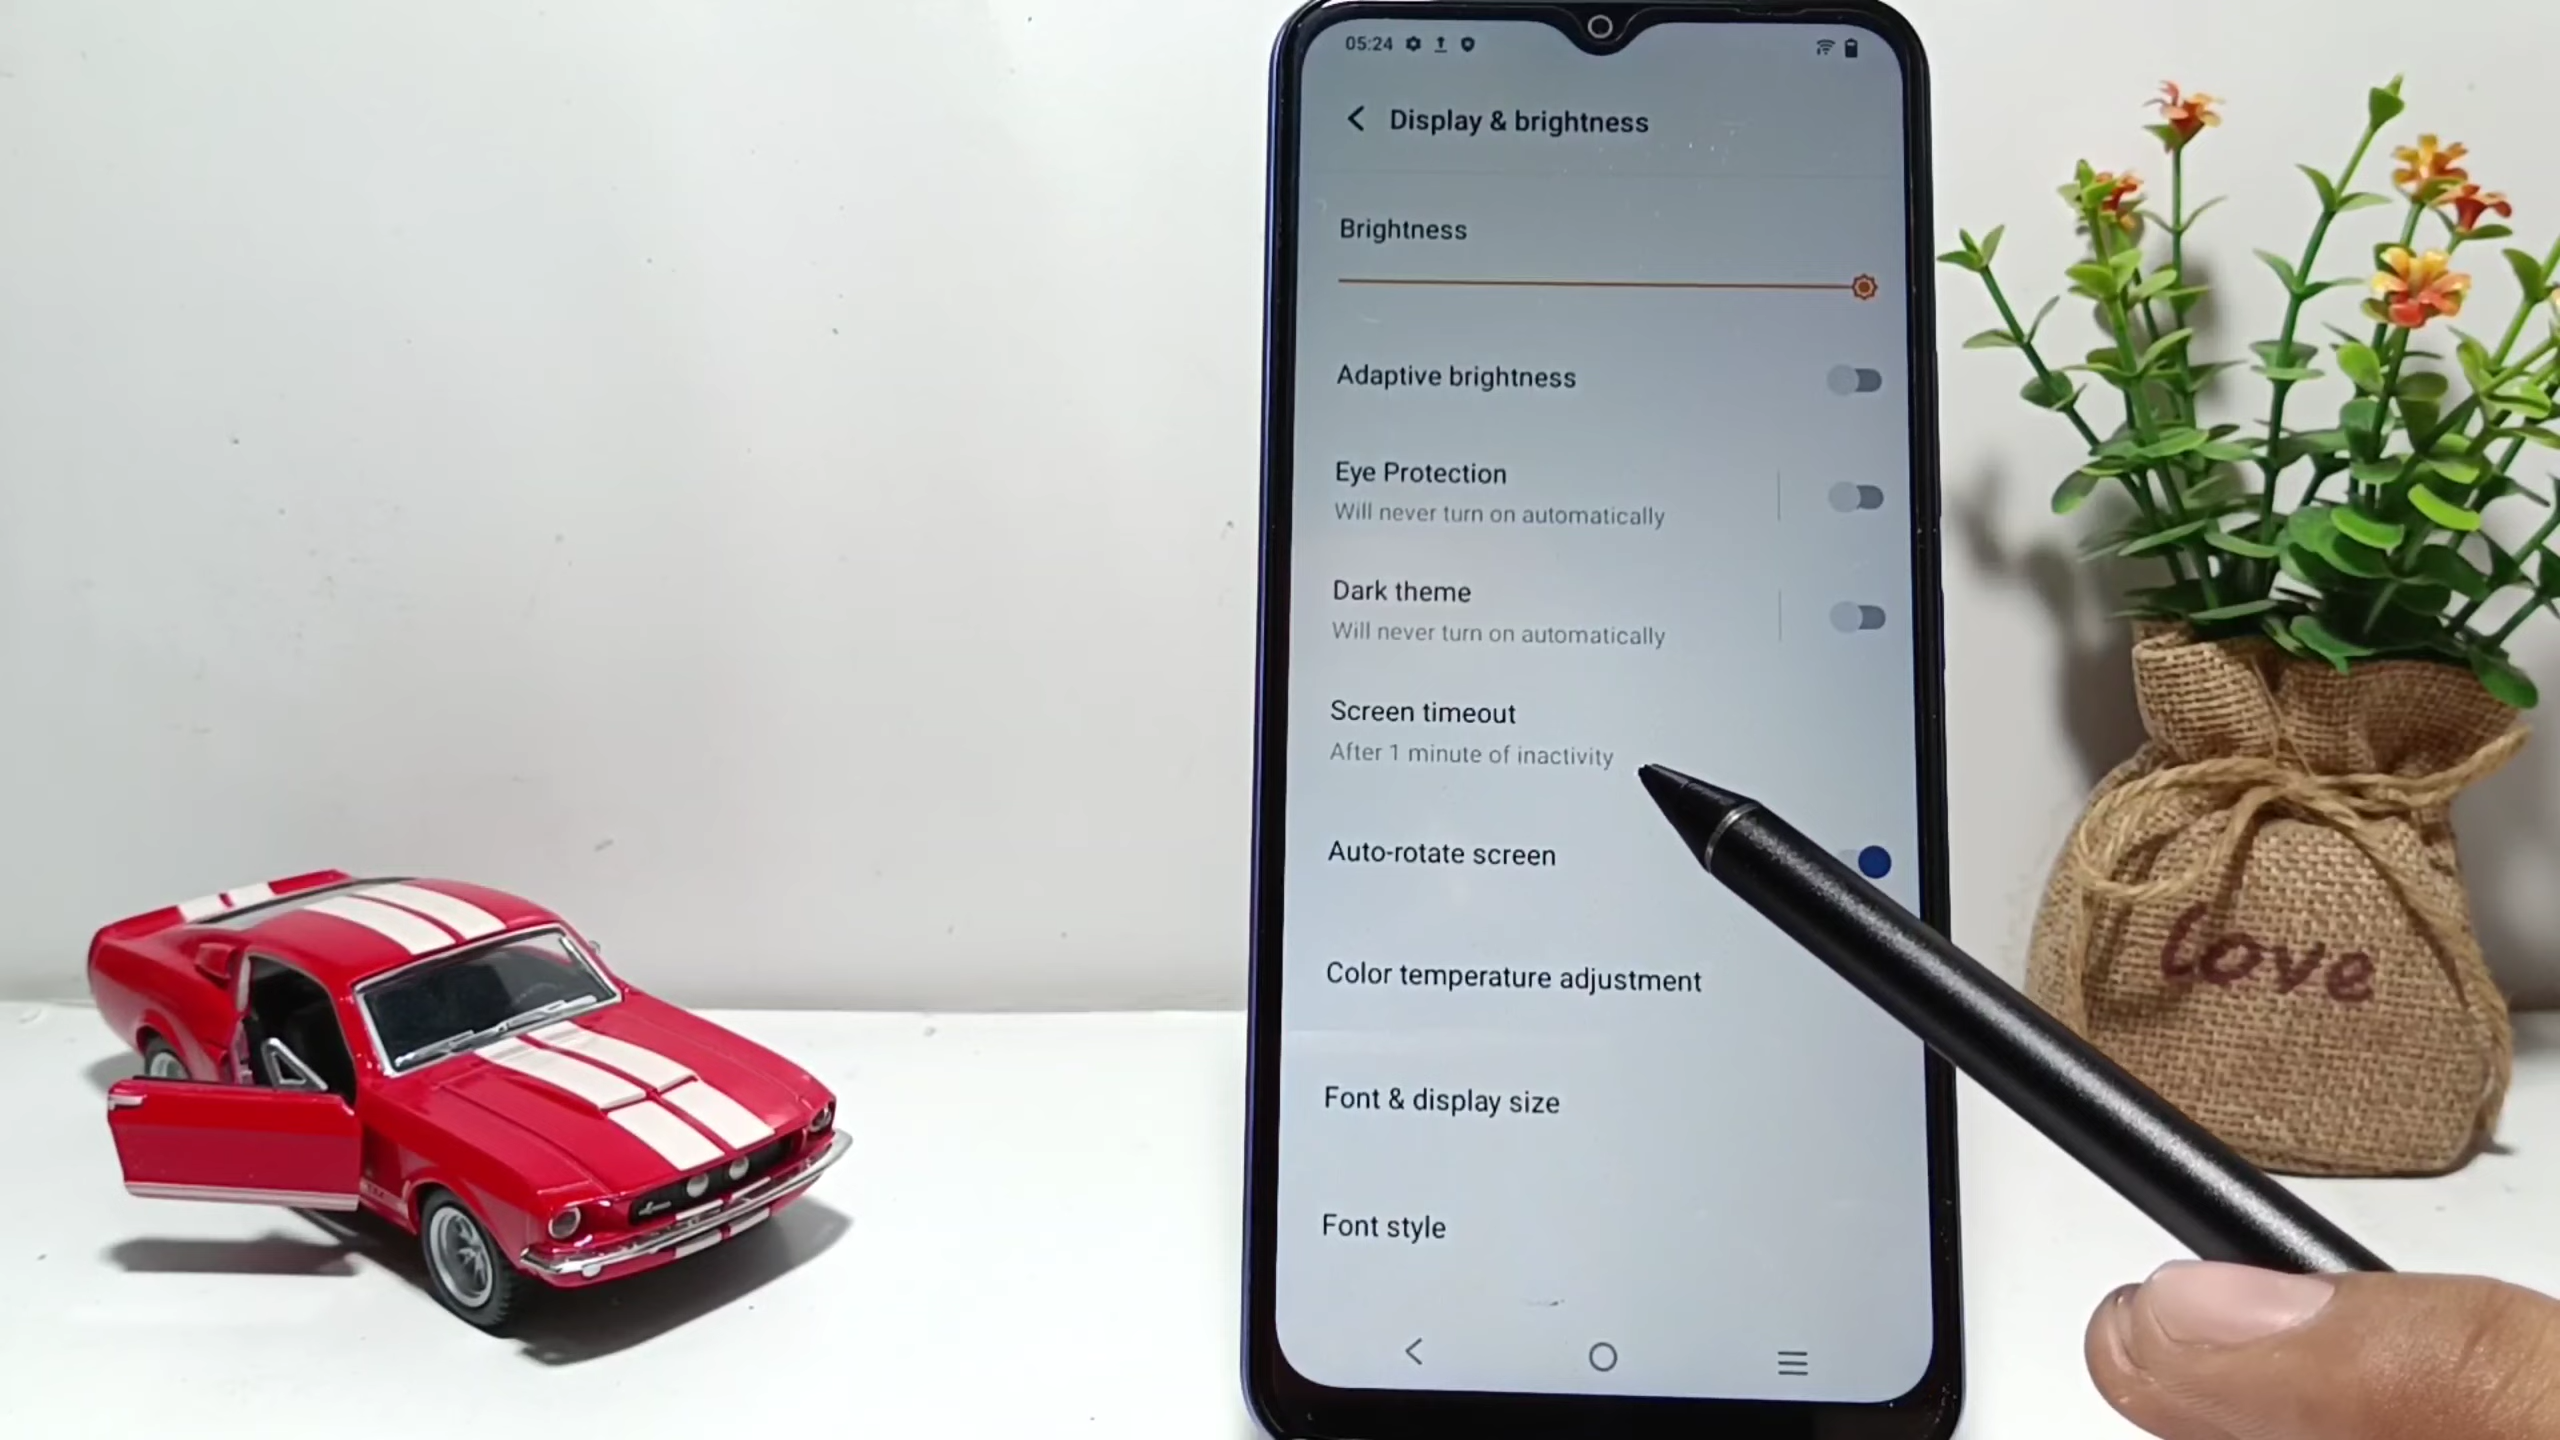 05:24
Display & brightness
Brightness
Adaptive brightness
Eye Protection
Will never turn on automatically
Dark theme
Will never turn on automatically
Screen timeout
After 1 minute of inactivity
Auto-rotate screen
Color temperature adjustment
Font & display size
Font style
Love